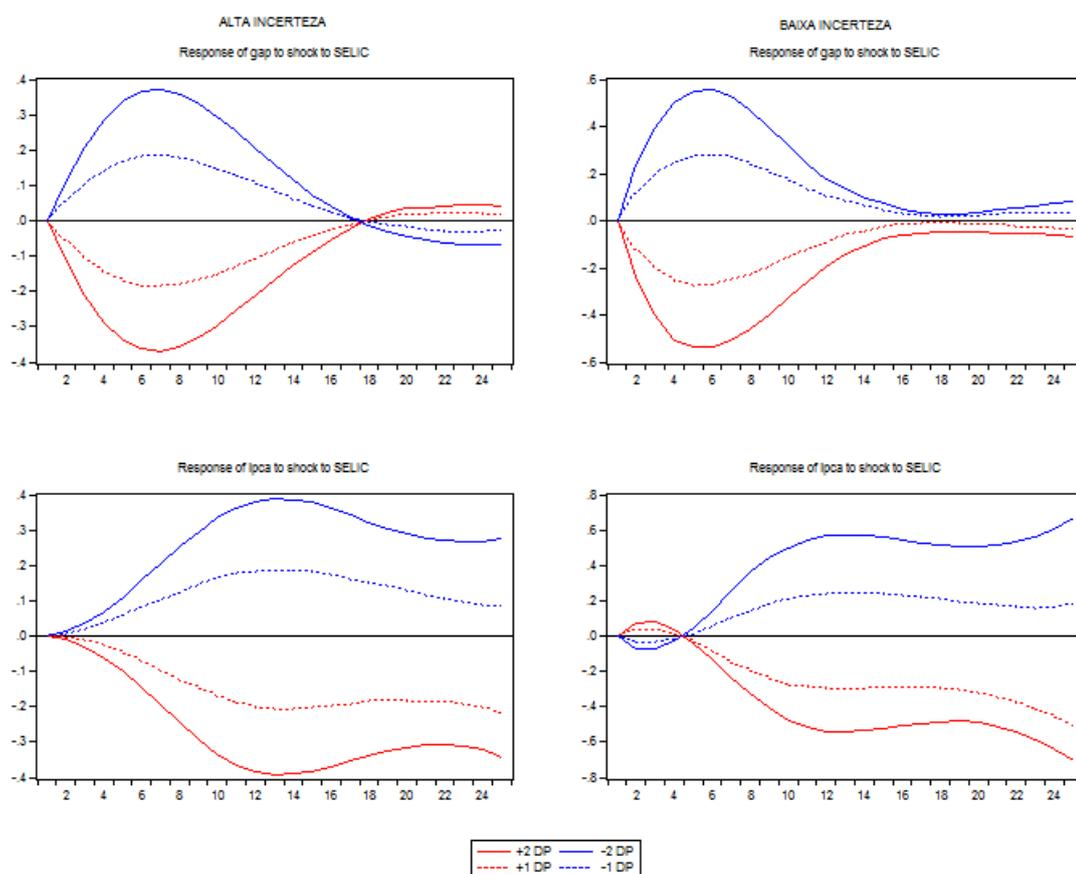 ALTA INCERTEZA
Response of gap to shock to SELIC
.4
.3
.2
.1
.0
-.1
-.2
-.3
-.4
2 4 6 8 10 12 14 16 18 20 22 24
BAIXA INCERTEZA
Response of gap to shock to SELIC
.6
.4
.2
.0
-.2
-.4
-.6
2 4 6 8 10 12 14 16 18 20 22 24
Response of ipca to shock to SELIC
.4
.3
.2
.1
.0
-.1
-.2
-.3
-.4
2 4 6 8 10 12 14 16 18 20 22 24
Response of ipca to shock to SELIC
.8
.6
.4
.2
.0
-.2
-.4
-.6
-.8
2 4 6 8 10 12 14 16 18 20 22 24
+2 DP -2 DP
+1 DP -1 DP